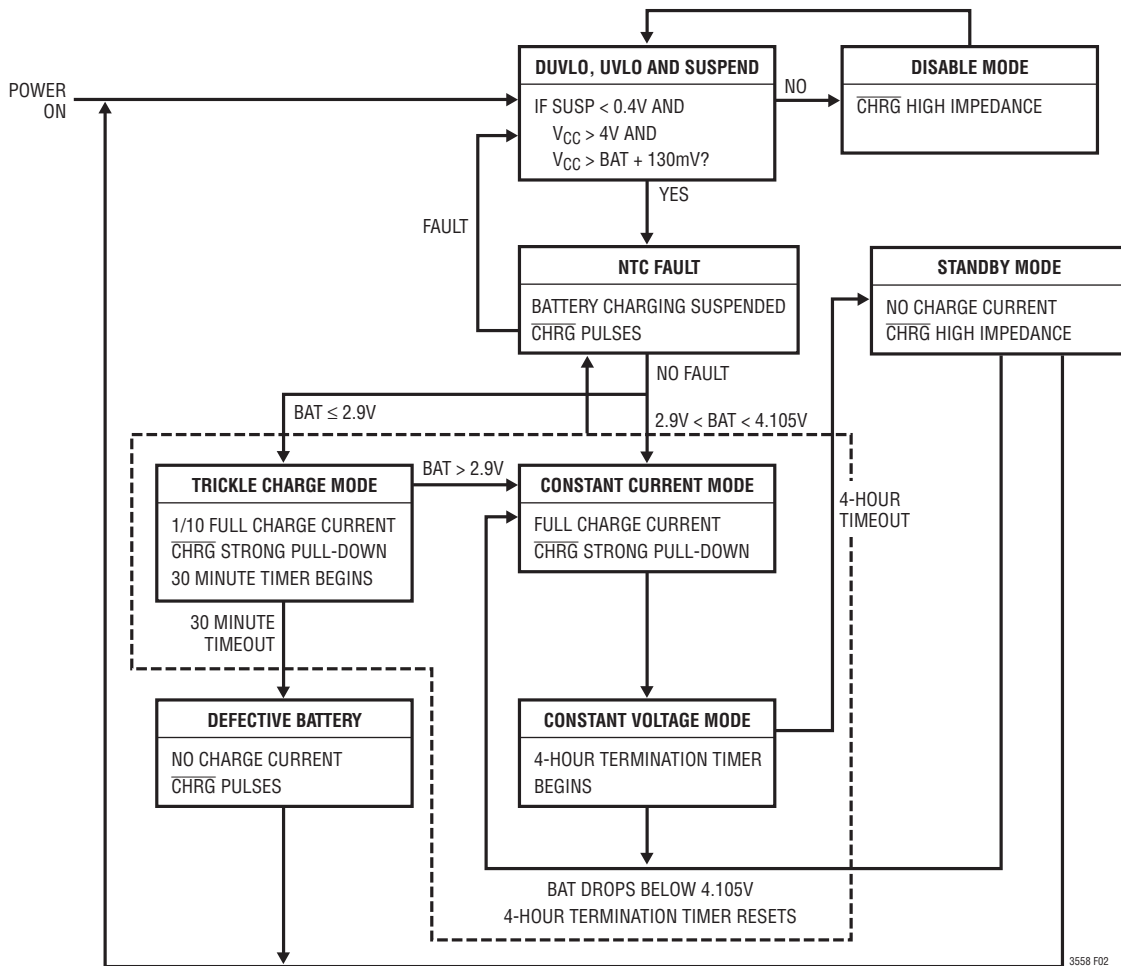 POWER
ON
DUVLO, UVLO AND SUSPEND
IF SUSP < 0.4V AND
VCC > 4V AND
VCC > BAT + 130mV?
NO
DISABLE MODE
CHRG HIGH IMPEDANCE
YES
FAULT
NTC FAULT
BATTERY CHARGING SUSPENDED
CHRG PULSES
STANDBY MODE
NO CHARGE CURRENT
CHRG HIGH IMPEDANCE
NO FAULT
BAT ≤ 2.9V
2.9V < BAT < 4.105V
TRICKLE CHARGE MODE
1/10 FULL CHARGE CURRENT
CHRG STRONG PULL-DOWN
30 MINUTE TIMER BEGINS
BAT > 2.9V
CONSTANT CURRENT MODE
FULL CHARGE CURRENT
CHRG STRONG PULL-DOWN
4-HOUR
TIMEOUT
30 MINUTE
TIMEOUT
DEFECTIVE BATTERY
NO CHARGE CURRENT
CHRG PULSES
CONSTANT VOLTAGE MODE
4-HOUR TERMINATION TIMER
BEGINS
BAT DROPS BELOW 4.105V
4-HOUR TERMINATION TIMER RESETS
3558 F02